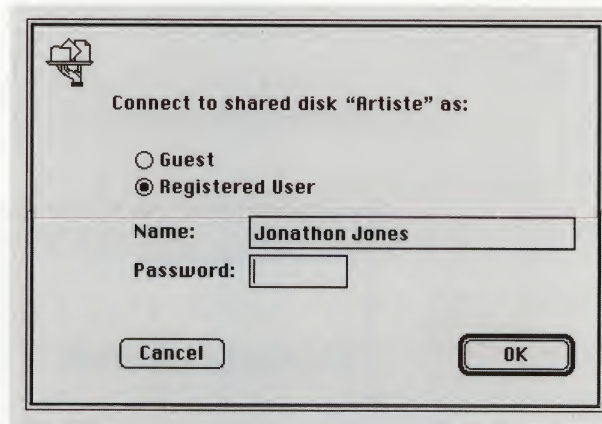 Connect to shared disk “Artiste” as:
Guest
Registered User
Name: Jonathon Jones
Password:
Cancel OK